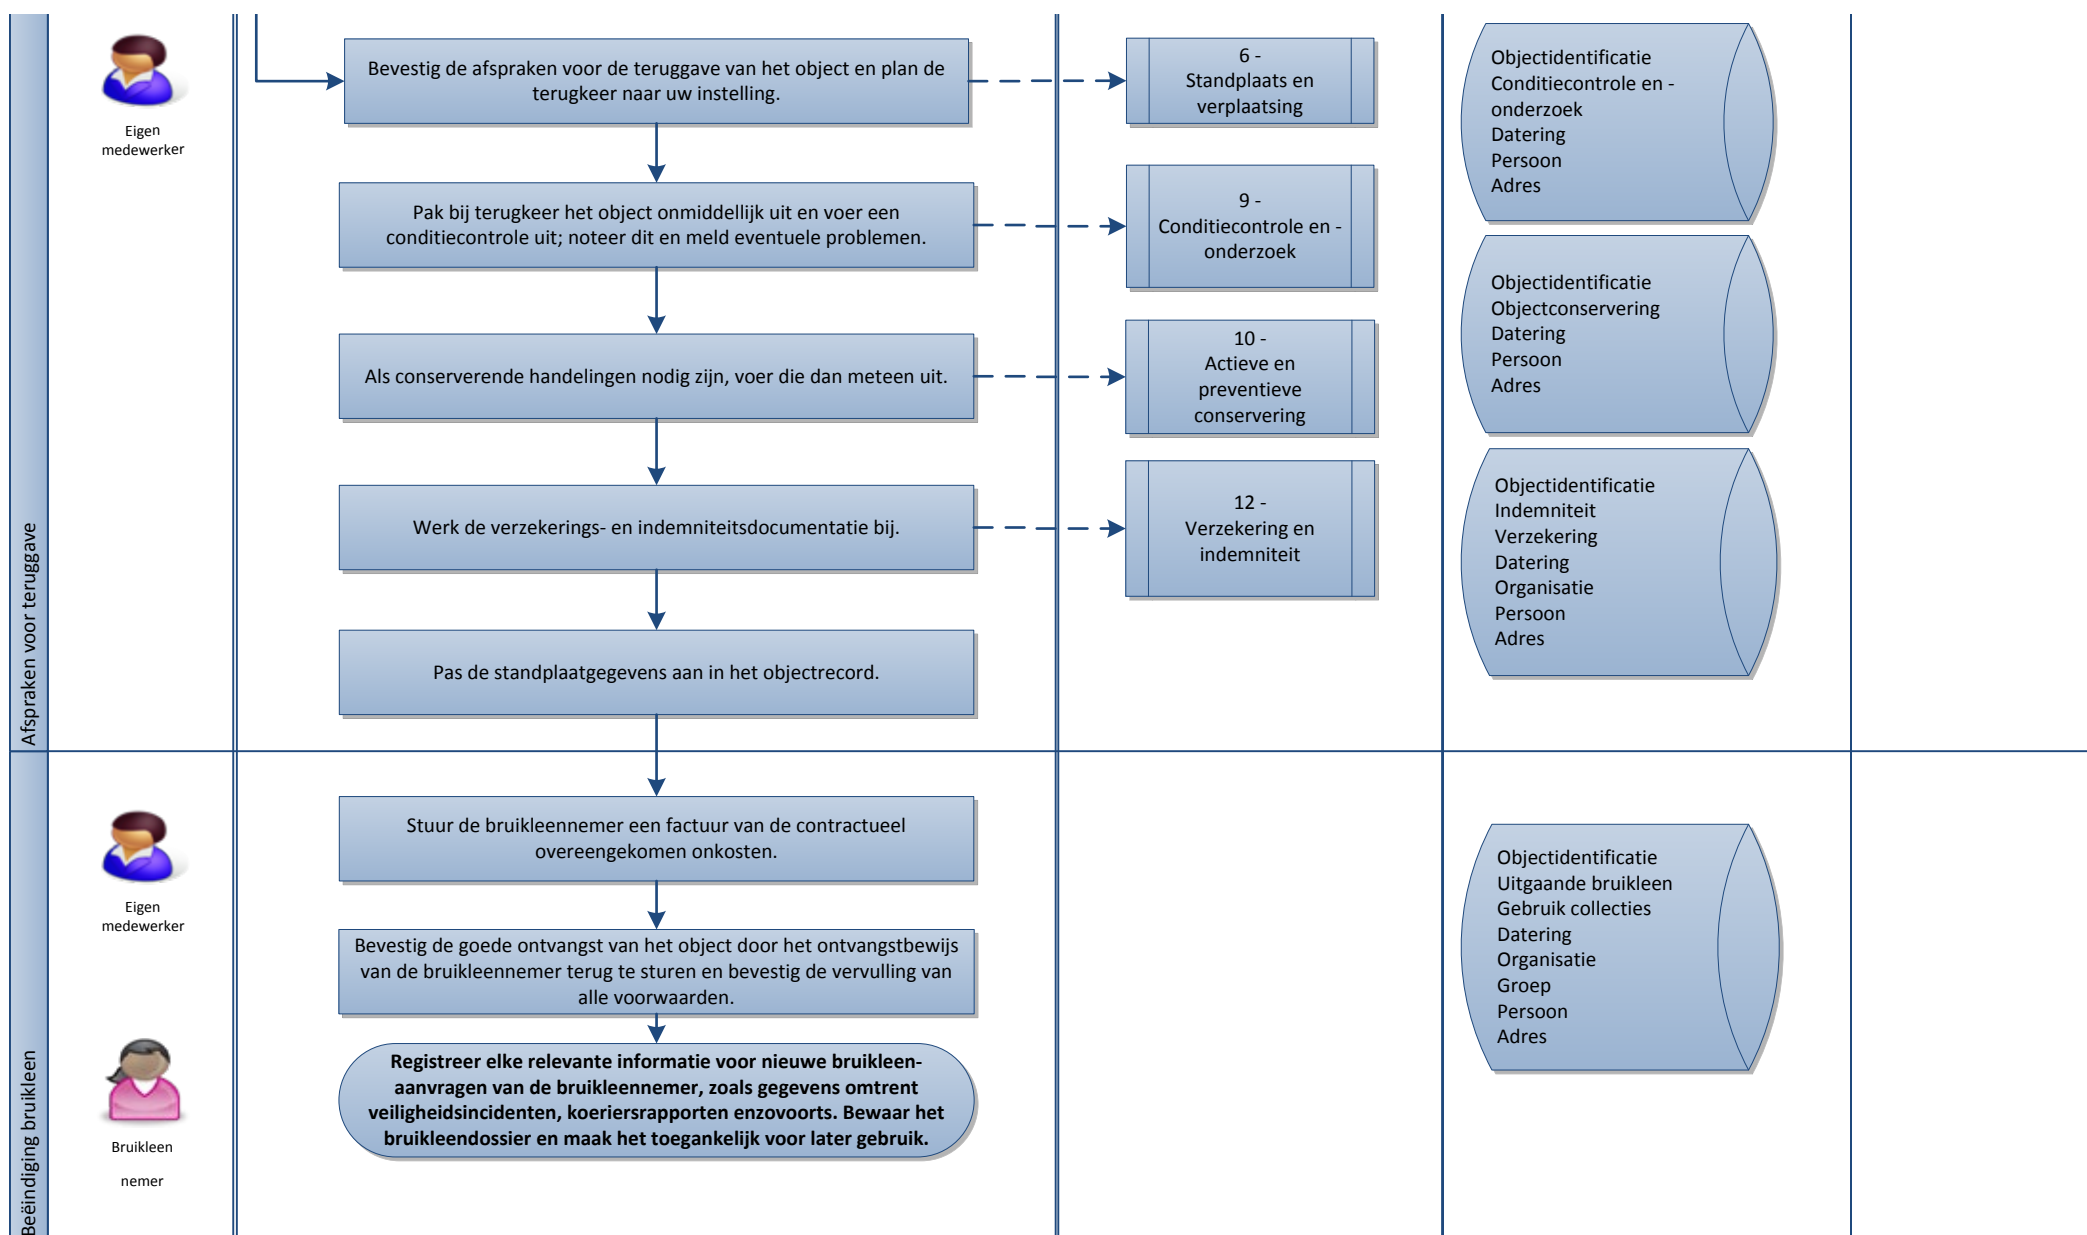 Afspraken voor teruggave
Eigen
medewerker
Bevestig de afspraken voor de teruggave van het object en plan de
terugkeer naar uw instelling.
6 -
Standplaats en
verplaatsing
Objectidentificatie
Conditiecontrole en -
onderzoek
Datering
Persoon
Adres
Pak bij terugkeer het object onmiddellijk uit en voer een
conditiecontrole uit; noteer dit en meld eventuele problemen.
9 -
Conditiecontrole en -
onderzoek
Objectidentificatie
Objectconservering
Datering
Persoon
Adres
Als conserverende handelingen nodig zijn, voer die dan meteen uit.
10 -
Actieve en
preventieve
conservering
Werk de verzekerings- en indemniteitsdocumentatie bij.
12 -
Verzekering en
indemniteit
Objectidentificatie
Indemniteit
Verzekering
Datering
Organisatie
Persoon
Adres
Pas de standplaatgegevens aan in het objectrecord.
Beëindiging bruikleen
Eigen
medewerker
Stuur de bruikleennemer een factuur van de contractueel
overeengekomen onkosten.
Bevestig de goede ontvangst van het object door het ontvangstbewijs
van de bruikleennemer terug te sturen en bevestig de vervulling van
alle voorwaarden.
Objectidentificatie
Uitgaande bruikleen
Gebruik collecties
Datering
Organisatie
Groep
Persoon
Adres
Bruikleen
nemer
Registreer elke relevante informatie voor nieuwe bruikleen-
aanvragen van de bruikleennemer, zoals gegevens omtrent
veiligheidsincidenten, koeriersrapporten enzovoorts. Bewaar het
bruikleendossier en maak het toegankelijk voor later gebruik.